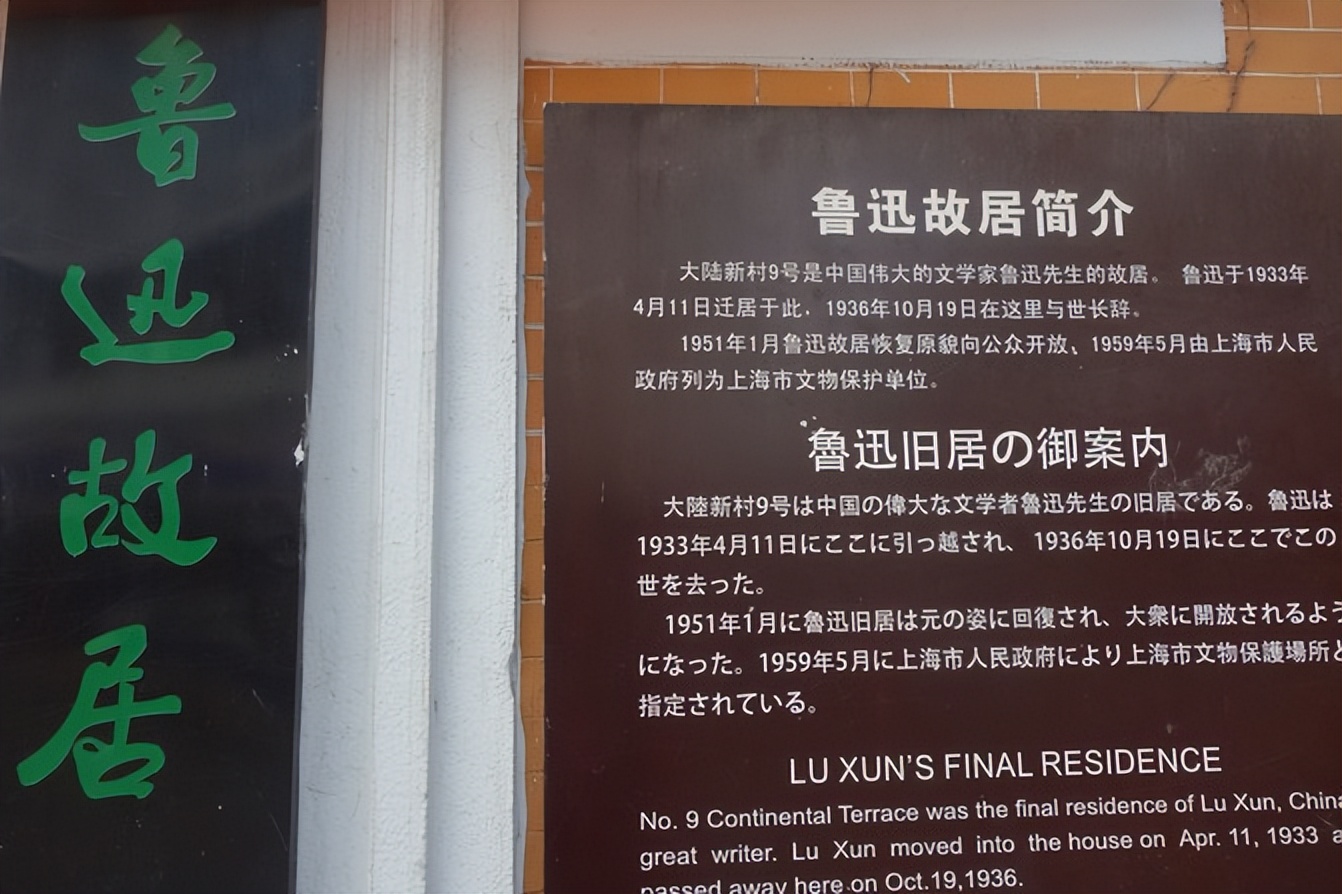 鲁迅故居
鲁迅故居简介
大陆新村9号是中国伟大的文学家鲁迅先生的故居。 鲁迅于1933年
4月11日迁居于此，1936年10月19日在这里与世长辞。
1951年1月鲁迅故居恢复原貌向公众开放、1959年5月由上海市人民
政府列为上海市文物保护单位。
魯迅旧居の御案内
大陸新村9号は中国の偉大な文学者魯迅先生の旧居である。魯迅は
1933年4月11日にここに引っ越され、 1936年10月19日にここでこの
世を去った。
1951年1月に魯迅旧居は元の姿に回復され、大衆に開放されるよう
になった。1959年5月に上海市人民政府により上海市文物保護場所と
指定されている。
LU XUN'S FINAL RESIDENCE
No. 9 Continental Terrace was the final residence of Lu Xun, China
great writer. Lu Xun moved into the house on Apr. 11, 1933
passed away here on Oct.19,1936.